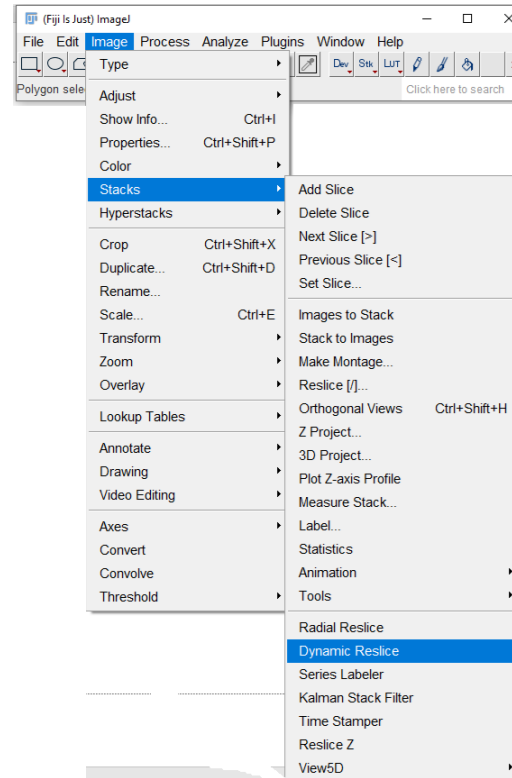 (Fiji Is Just) ImageJ
File Edit Image Process Analyze Plugins Window Help
Dev Stk LUT
Polygon sele
Click here to search
Type
Adjust
Show Info... Ctrl+I
Properties... Ctrl+Shift+P
Color
Stacks
Hyperstacks
Crop Ctrl+Shift+X
Duplicate... Ctrl+Shift+D
Rename...
Scale... Ctrl+E
Transform
Zoom
Overlay
Lookup Tables
Annotate
Drawing
Video Editing
Axes
Convert
Convolve
Threshold
Add Slice
Delete Slice
Next Slice [>]
Previous Slice [<]
Set Slice...
Images to Stack
Stack to Images
Make Montage...
Reslice [/]...
Orthogonal Views Ctrl+Shift+H
Z Project...
3D Project...
Plot Z-axis Profile
Measure Stack...
Label...
Statistics
Animation
Tools
Radial Reslice
Dynamic Reslice
Series Labeler
Kalman Stack Filter
Time Stamper
Reslice Z
View5D